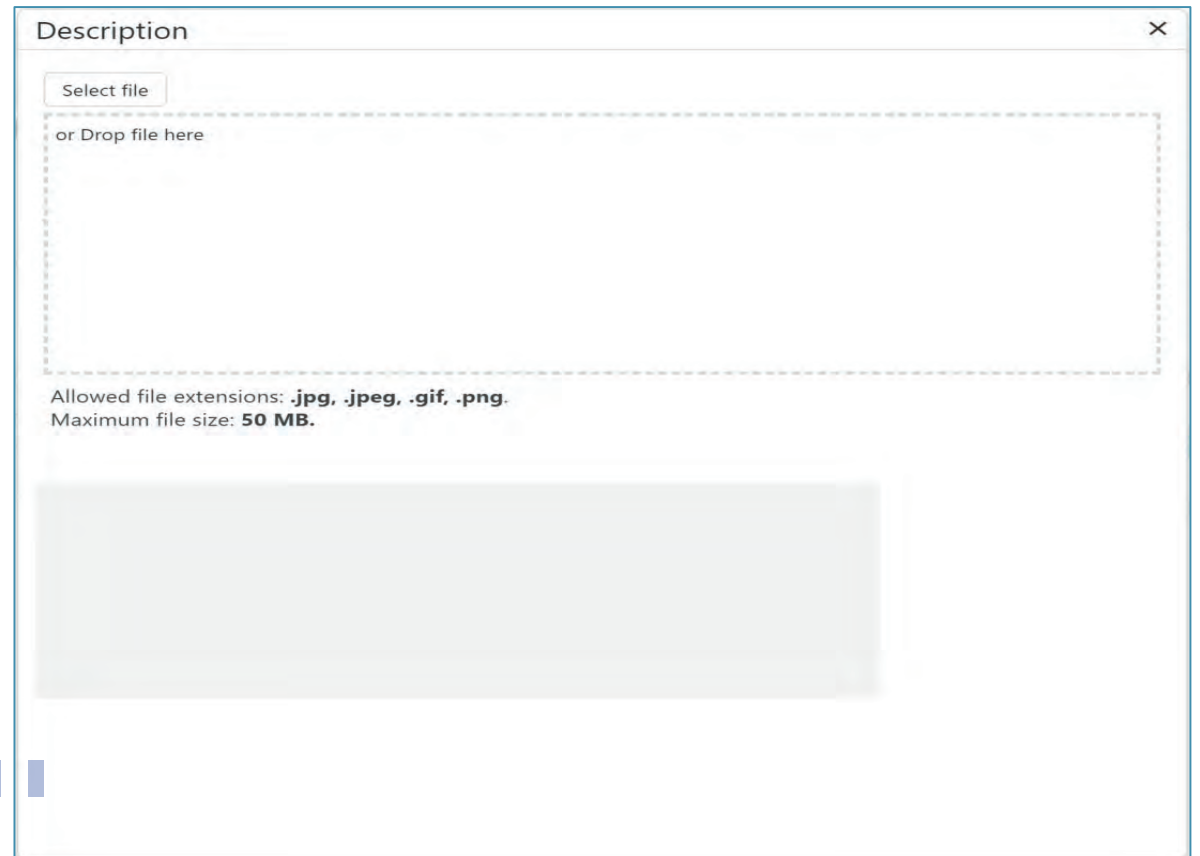 Description
Select file
or Drop file here
Allowed file extensions: .jpg, .jpeg, .gif, .png.
Maximum file size: 50 MB.